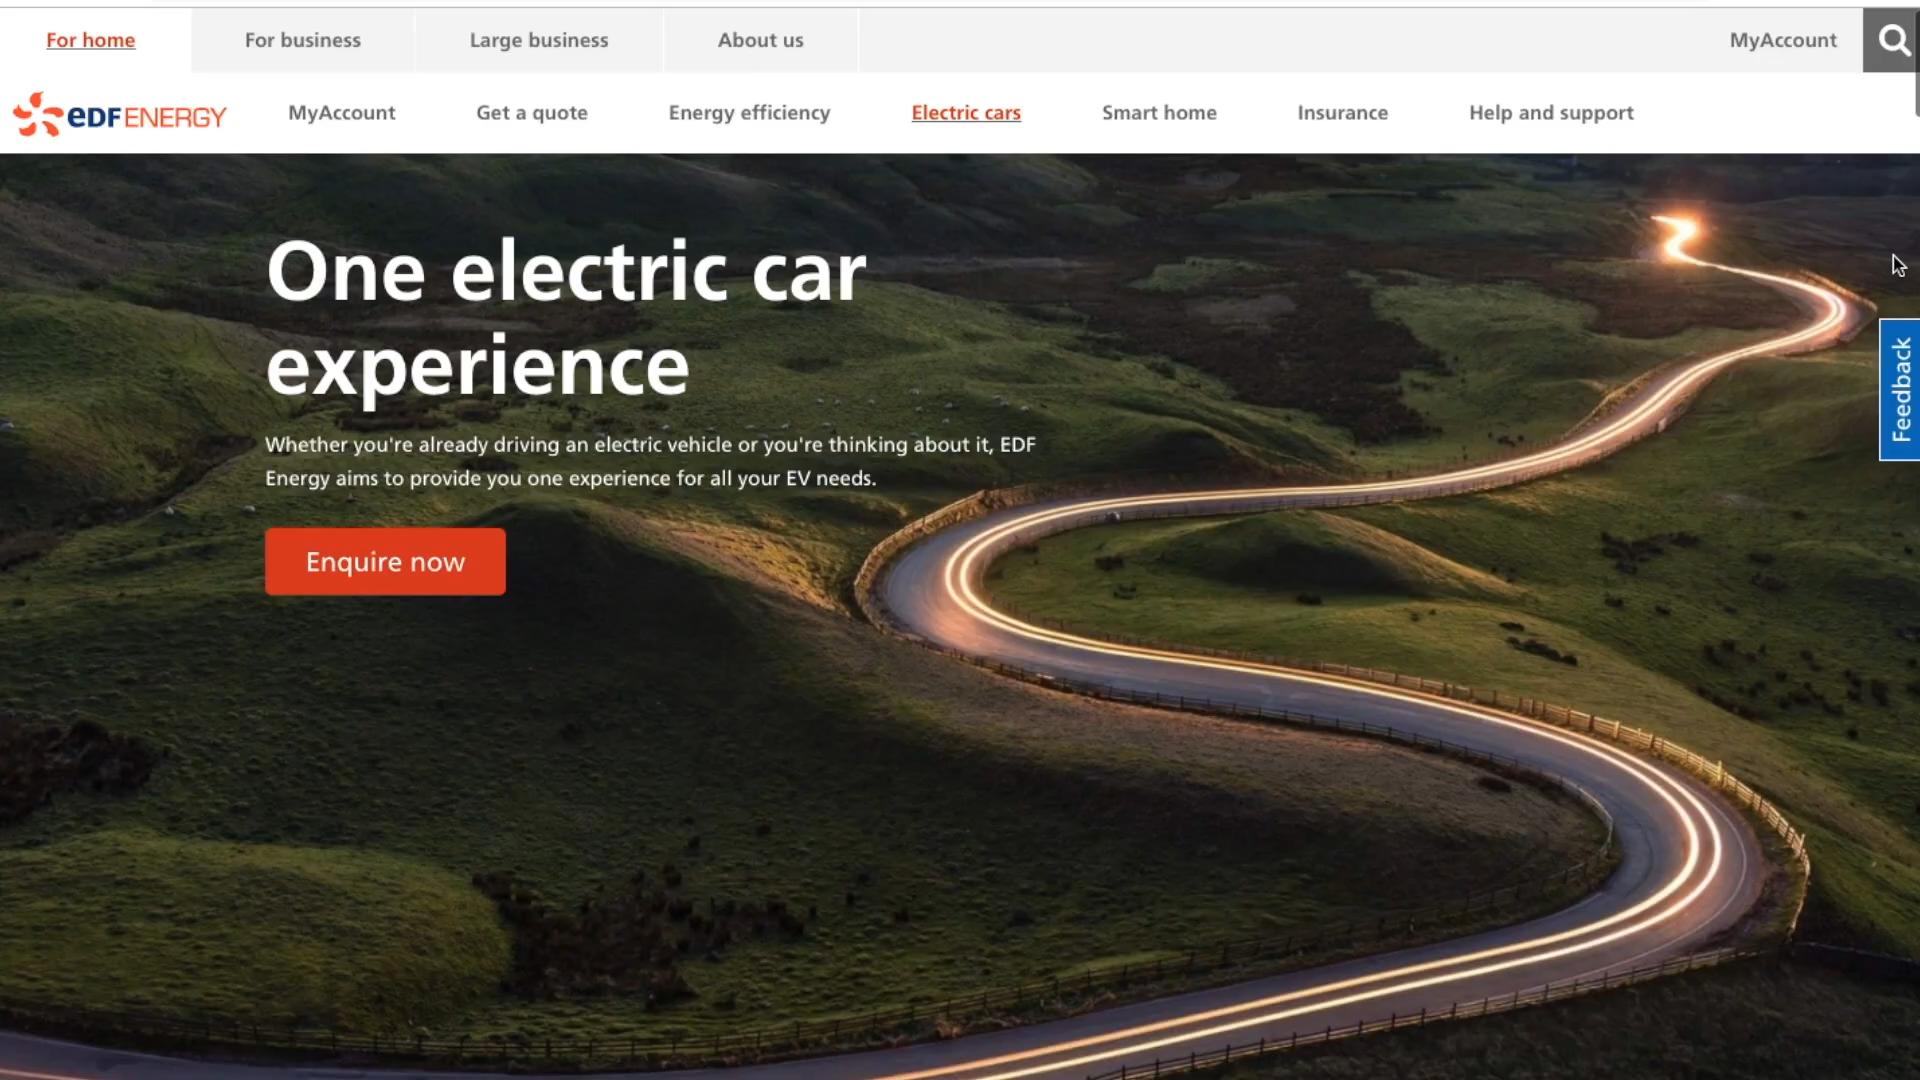 For home
For business
Large business
About us
MyAccount
eDF ENERGY
MyAccount
Get a quote
Energy efficiency
Electric cars
Smart home
Insurance
Help and support
One electric car
experience
Whether you're already driving an electric vehicle or you're thinking about it, EDF
Energy aims to provide you one experience for all your EV needs.
Enquire now
Feedback